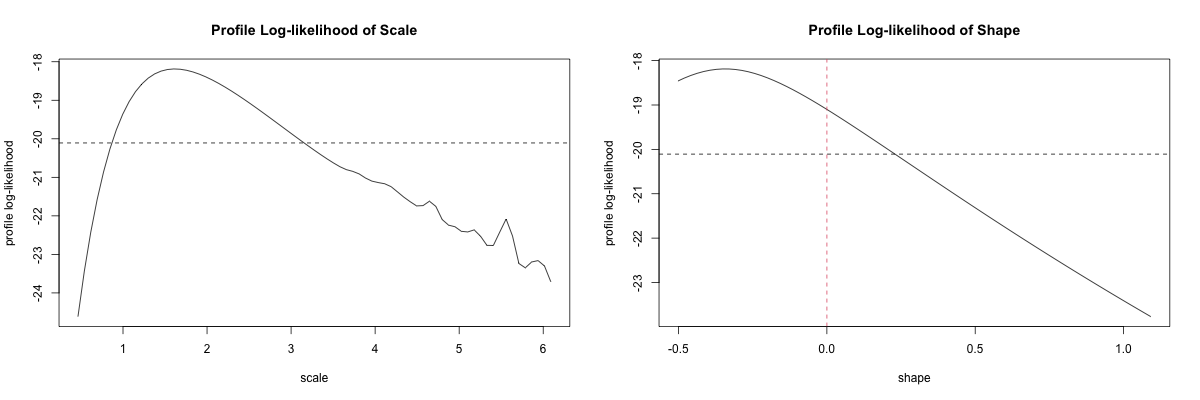 Profile Log-likelihood of Scale
profile log-likelihood
-18
-19
-20
-21
-22
-23
-24
1 2 3 4 5 6
scale
Profile Log-likelihood of Shape
profile log-likelihood
-18
-19
-20
-21
-22
-23
-0.5 0.0 0.5 1.0
shape